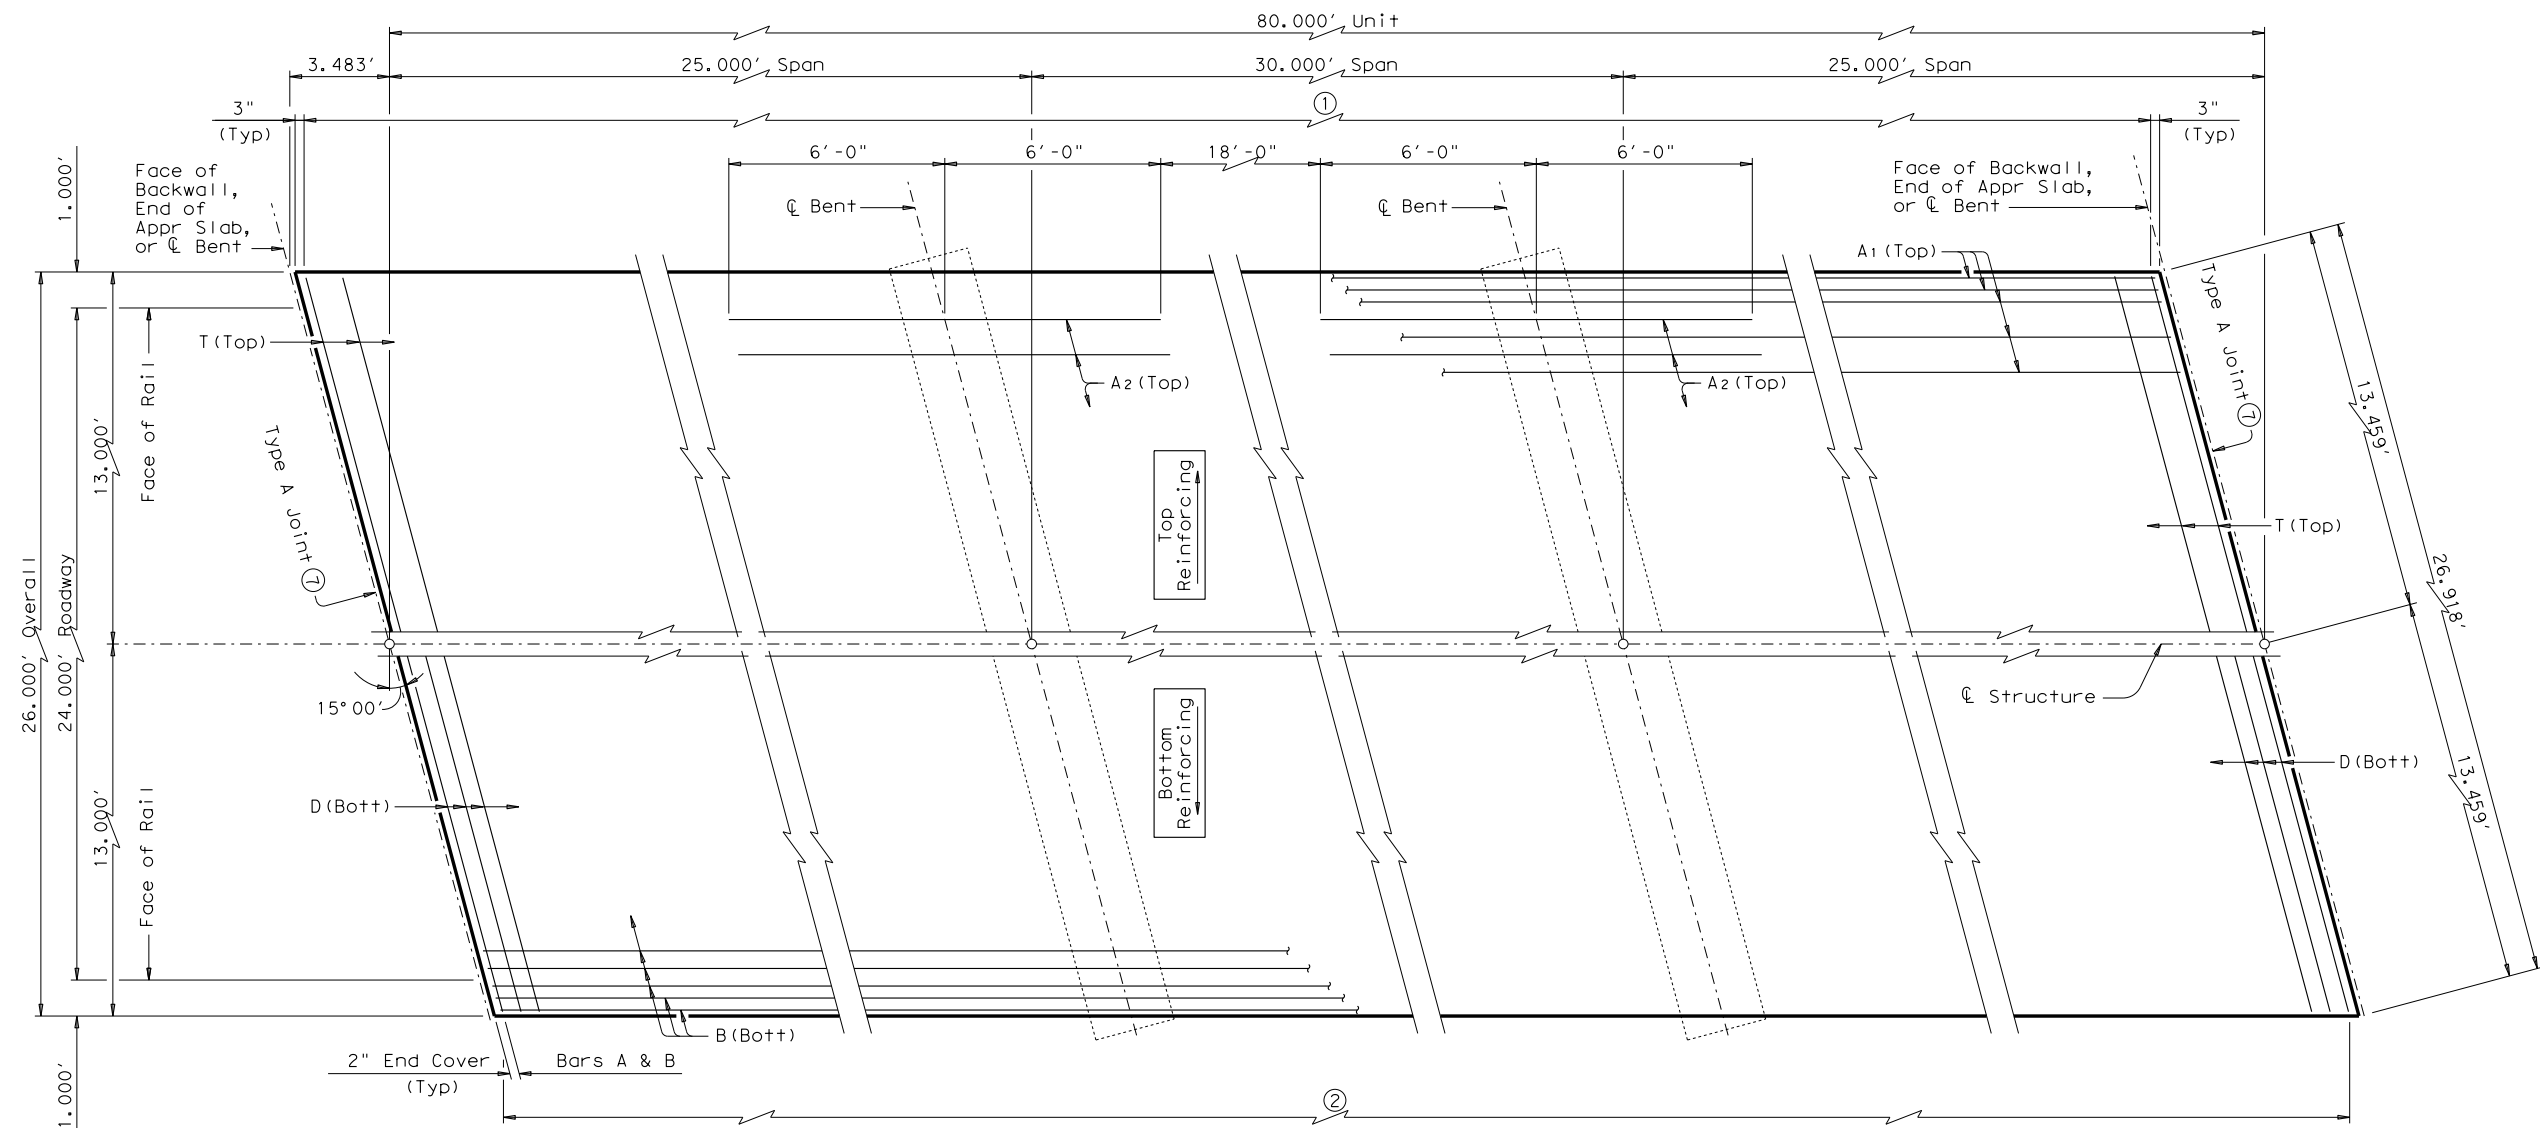 80.000' Unit
3.483'
25.000' Span
30.000' Span
25.000' Span
3"
(Typ)
①
3"
(Typ)
6'-0"
6'-0"
18'-0"
6'-0"
6'-0"
1.000'
Face of
Backwall,
End of
Appr Slab,
or ℄ Bent
℄ Bent
℄ Bent
Face of Backwall,
End of Appr Slab,
or ℄ Bent
A1(Top)
T(Top)
A2(Top)
A2(Top)
Type A Joint ⑦
13.459'
26.918'
13.459'
Face of Rail
13.000'
Type A Joint ⑦
Top
Reinforcing
T(Top)
26.000' Overall
24.000' Roadway
15°00'
℄ Structure
Bottom
Reinforcing
D(Bott)
D(Bott)
13.000'
Face of Rail
B(Bott)
2" End Cover
(Typ)
Bars A & B
1.000'
②